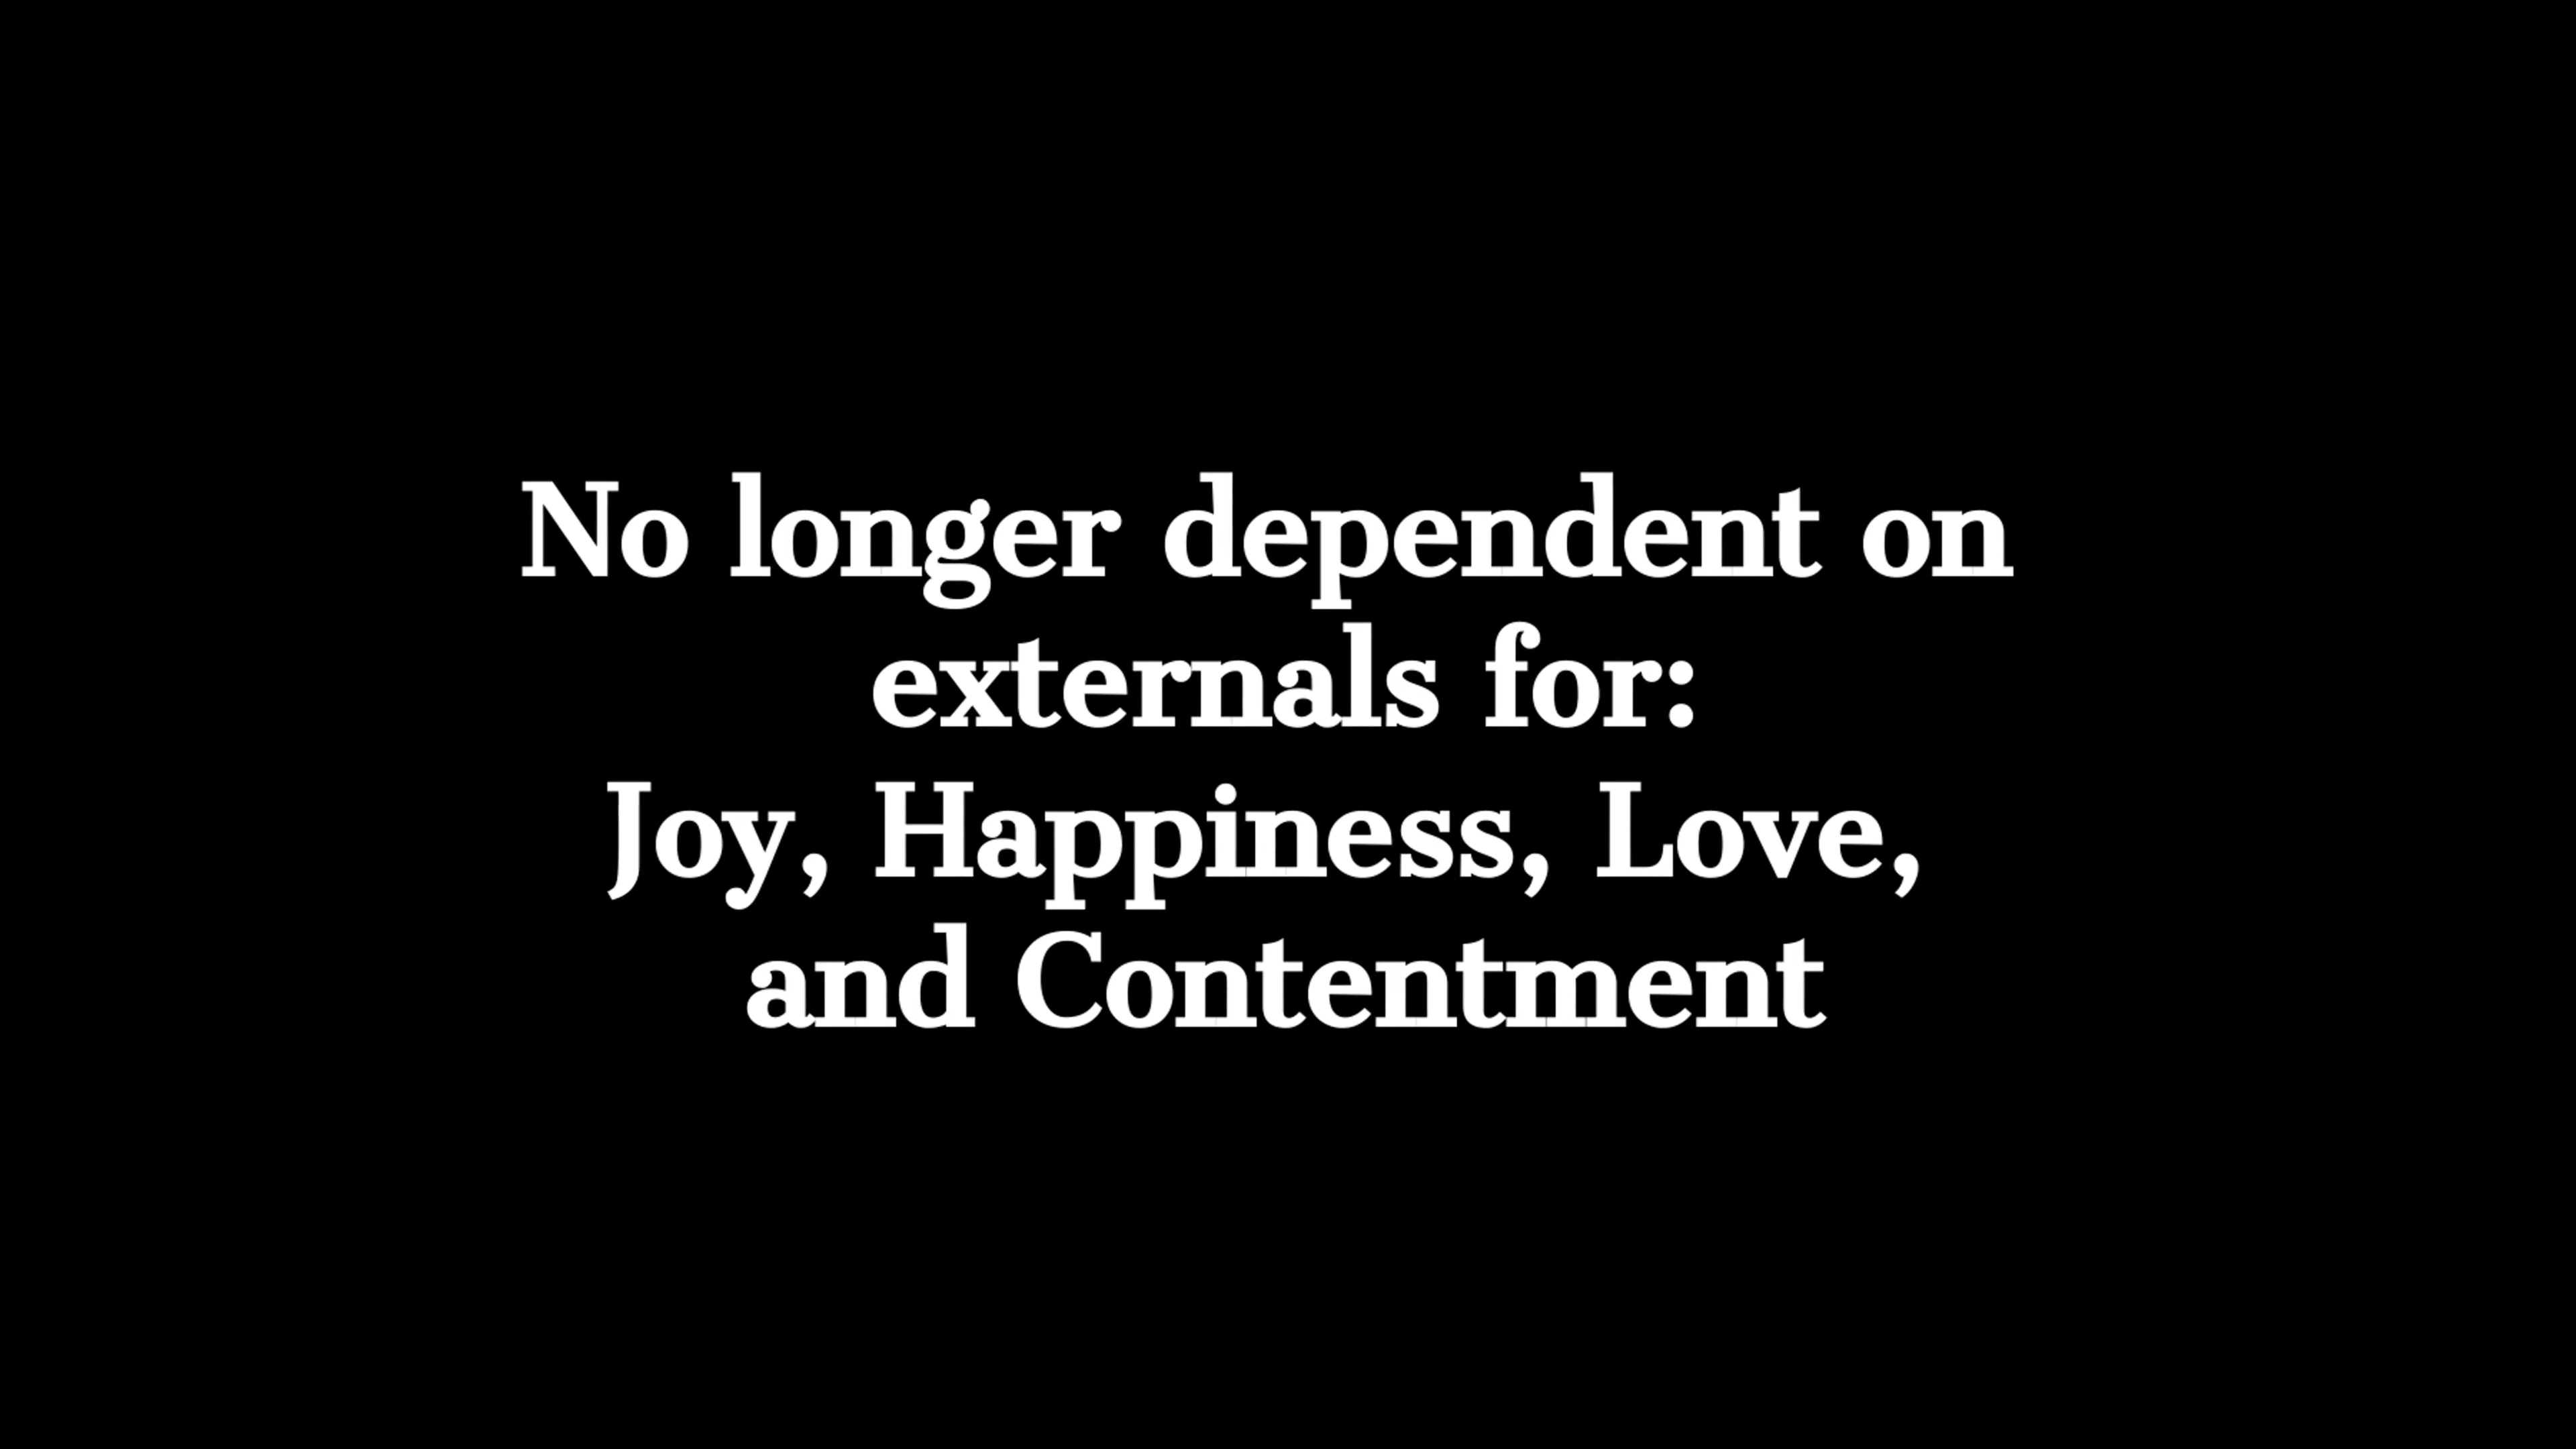 No longer dependent on
externals for:
Joy, Happiness, Love,
and Contentment